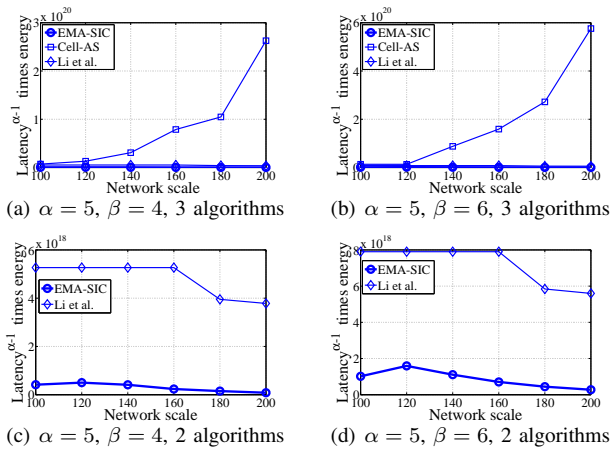 3 x 10^20
6 x 10^20
EMA-SIC
Cell-AS
Li et al.
EMA-SIC
Cell-AS
Li et al.
Latency^α-1 times energy
2
1
0
Latency^α-1 times energy
4
2
0
100 120 140 160 180 200
100 120 140 160 180 200
Network scale
Network scale
(a) α = 5, β = 4, 3 algorithms
(b) α = 5, β = 6, 3 algorithms
6 x 10^18
8 x 10^18
EMA-SIC
Li et al.
EMA-SIC
Li et al.
Latency^α-1 times energy
4
2
0
Latency^α-1 times energy
6
4
2
0
100 120 140 160 180 200
100 120 140 160 180 200
Network scale
Network scale
(c) α = 5, β = 4, 2 algorithms
(d) α = 5, β = 6, 2 algorithms